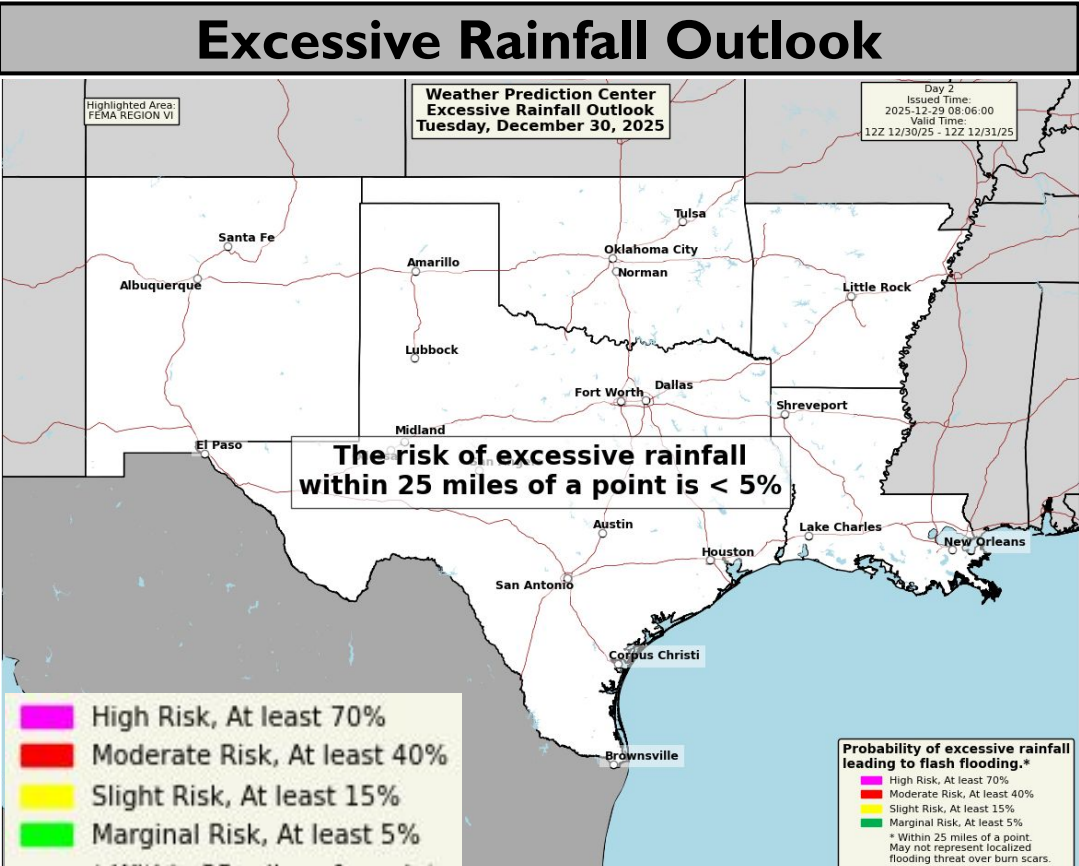 Excessive Rainfall Outlook
Highlighted Area:
FEMA REGION VI
Weather Prediction Center
Excessive Rainfall Outlook
Tuesday, December 30, 2025
Day 2
Issued Time:
2025-12-29 08:06:00
Valid Time:
12Z 12/30/25 - 12Z 12/31/25
Tulsa
Santa Fe
Oklahoma City
Amarillo
Norman
Albuquerque
Little Rock
Lubbock
Dallas
Fort Worth
Shreveport
Midland
El Paso
The risk of excessive rainfall
within 25 miles of a point is < 5%
Austin
Lake Charles
New Orleans
Houston
San Antonio
Corpus Christi
Brownsville
High Risk, At least 70%
Moderate Risk, At least 40%
Slight Risk, At least 15%
Marginal Risk, At least 5%
Probability of excessive rainfall
leading to flash flooding.*
High Risk, At least 70%
Moderate Risk, At least 40%
Slight Risk, At least 15%
Marginal Risk, At least 5%
* Within 25 miles of a point.
May not represent localized
flooding threat over burn scars.